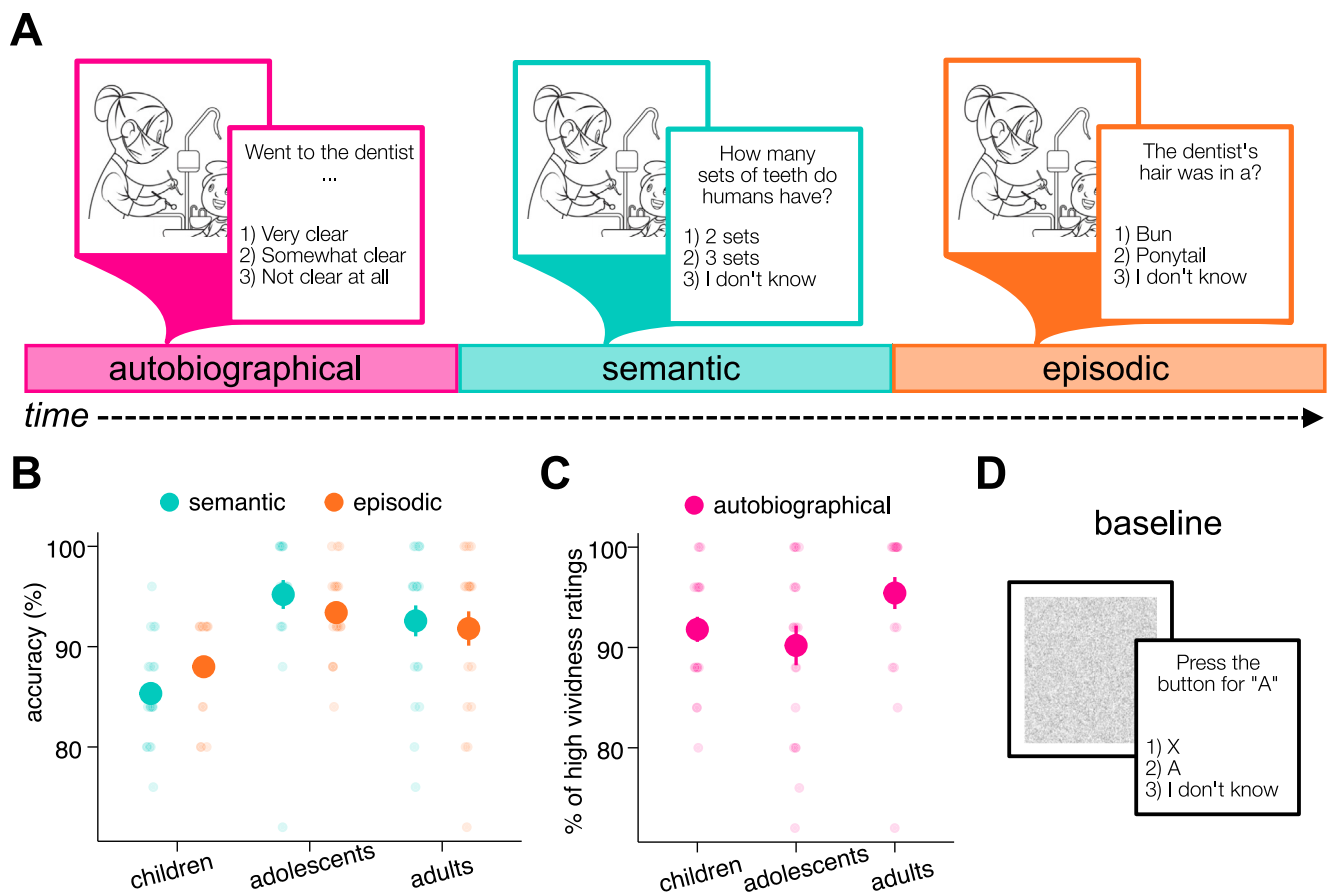 A
Went to the dentist
...
1) Very clear
2) Somewhat clear
3) Not clear at all
How many
sets of teeth do
humans have?
1) 2 sets
2) 3 sets
3) I don't know
The dentist's
hair was in a?
1) Bun
2) Ponytail
3) I don't know
autobiographical
semantic
episodic
time
B
semantic
episodic
accuracy (%)
100
90
80
children
adolescents
adults
C
autobiographical
% of high vividness ratings
100
90
80
children
adolescents
adults
D
baseline
Press the
button for "A"
1) X
2) A
3) I don't know